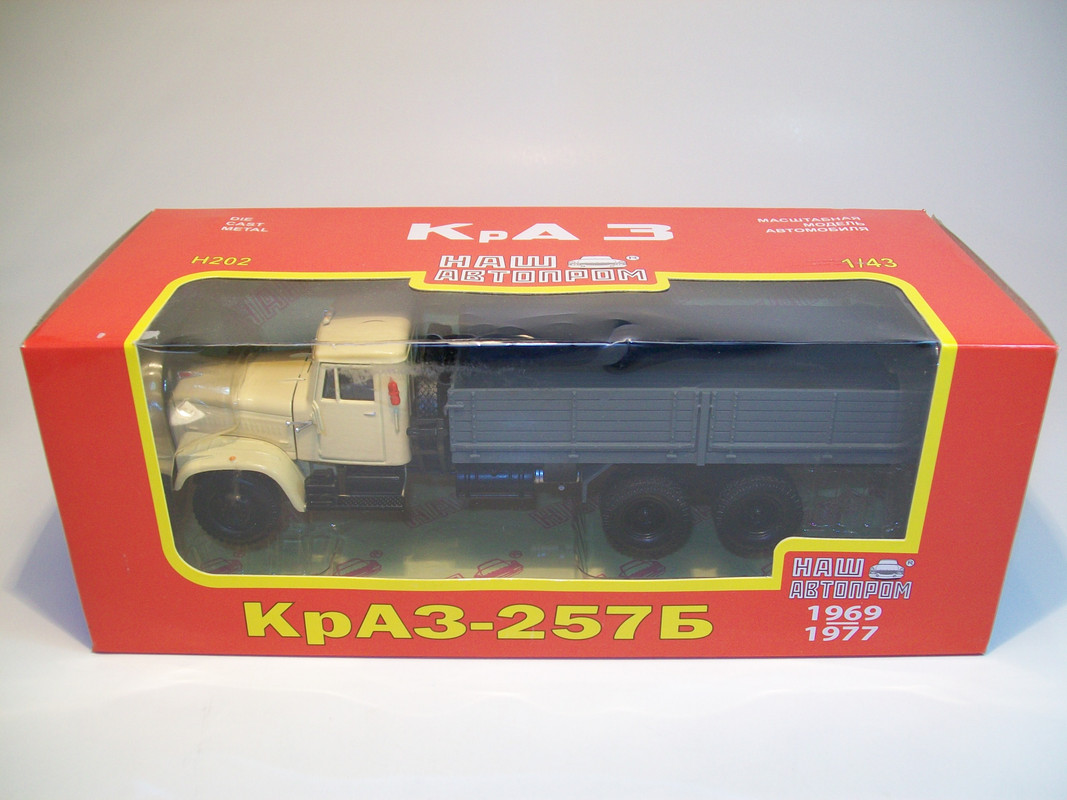 DIE
CAST
METAL
КрАЗ
МАСШТАБНАЯ
МОДЕЛЬ
АВТОМОБИЛЯ
H202
НАШ
АВТОПРОМ
1/43
НАШ
АВТОПРОМ
КрАЗ-257Б
1969
1977